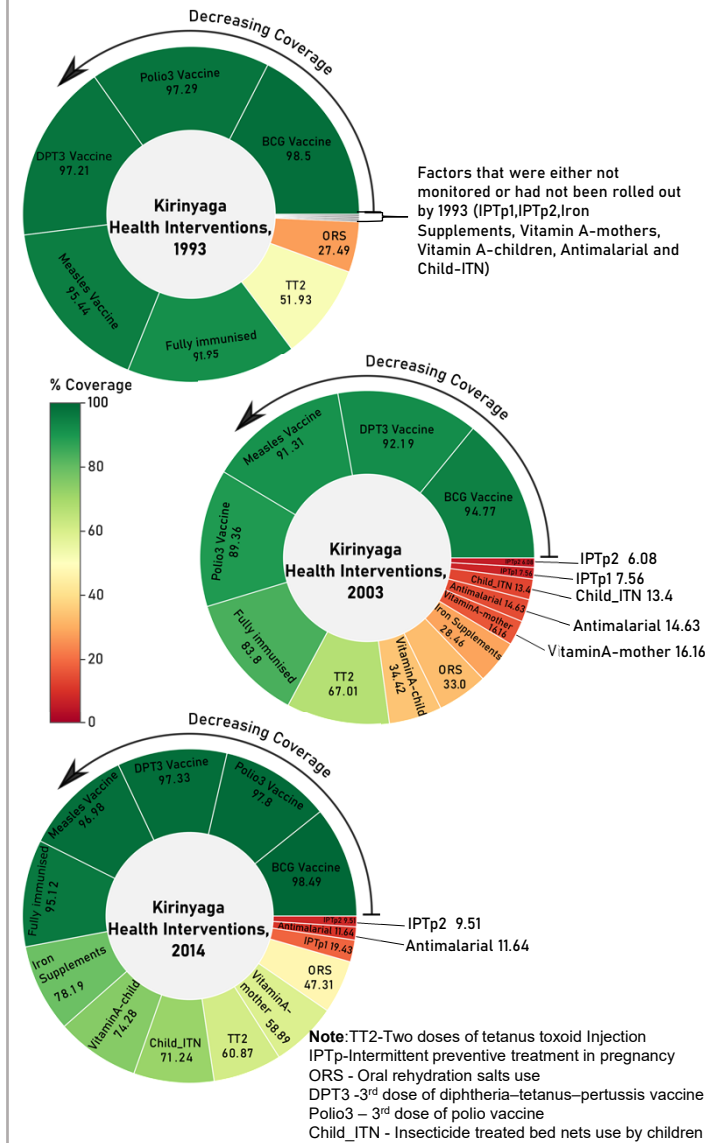 Decreasing Coverage
Polio3 Vaccine
97.29
BCG Vaccine
98.5
DPT3 Vaccine
97.21
Kirinyaga
Health Interventions,
1993
Measles Vaccine
95.44
Fully immunised
91.95
TT2
51.93
ORS
27.49
Factors that were either not
monitored or had not been rolled out
by 1993 (IPTp1,IPTp2,Iron
Supplements, Vitamin A-mothers,
Vitamin A-children, Antimalarial and
Child-ITN)
% Coverage
100
80
60
40
20
0
Decreasing Coverage
Measles Vaccine
91.31
DPT3 Vaccine
92.19
BCG Vaccine
94.77
Polio3 Vaccine
89.36
Kirinyaga
Health Interventions,
2003
Fully immunised
83.8
TT2
67.01
VitaminA-child
34.42
ORS
33.0
Iron Supplements
28.46
VitaminA-mother
16.16
Antimalarial 14.63
Child_ITN 13.4
IPTp1 7.56
IPTp2 6.08
IPTp2 6.08
IPTp1 7.56
Child_ITN 13.4
Antimalarial 14.63
VitaminA-mother 16.16
Decreasing Coverage
Measles Vaccine
96.98
DPT3 Vaccine
97.33
Polio3 Vaccine
97.8
BCG Vaccine
98.49
Fully immunised
95.12
Kirinyaga
Health Interventions,
2014
Iron
Supplements
78.19
VitaminA-child
74.28
Child_ITN
71.24
TT2
60.87
VitaminA-
mother
58.89
ORS
47.31
IPTp1 19.43
Antimalarial 11.64
IPTp2 9.51
IPTp2 9.51
Antimalarial 11.64
Note:TT2-Two doses of tetanus toxoid Injection
IPTp-Intermittent preventive treatment in pregnancy
ORS - Oral rehydration salts use
DPT3 -3rd dose of diphtheria–tetanus–pertussis vaccine
Polio3 – 3rd dose of polio vaccine
Child_ITN - Insecticide treated bed nets use by children